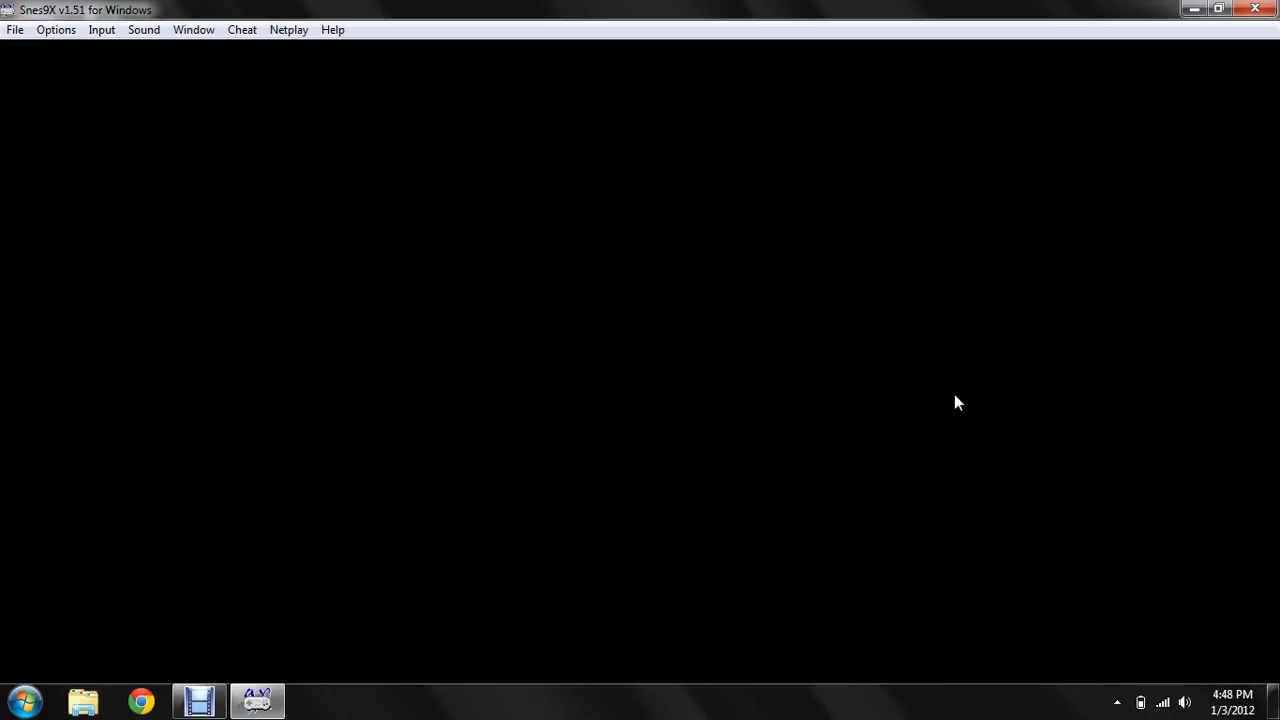 Snes9X v1.51 for Windows
File Options Input Sound Window Cheat Netplay Help
4:48 PM
1/3/2012